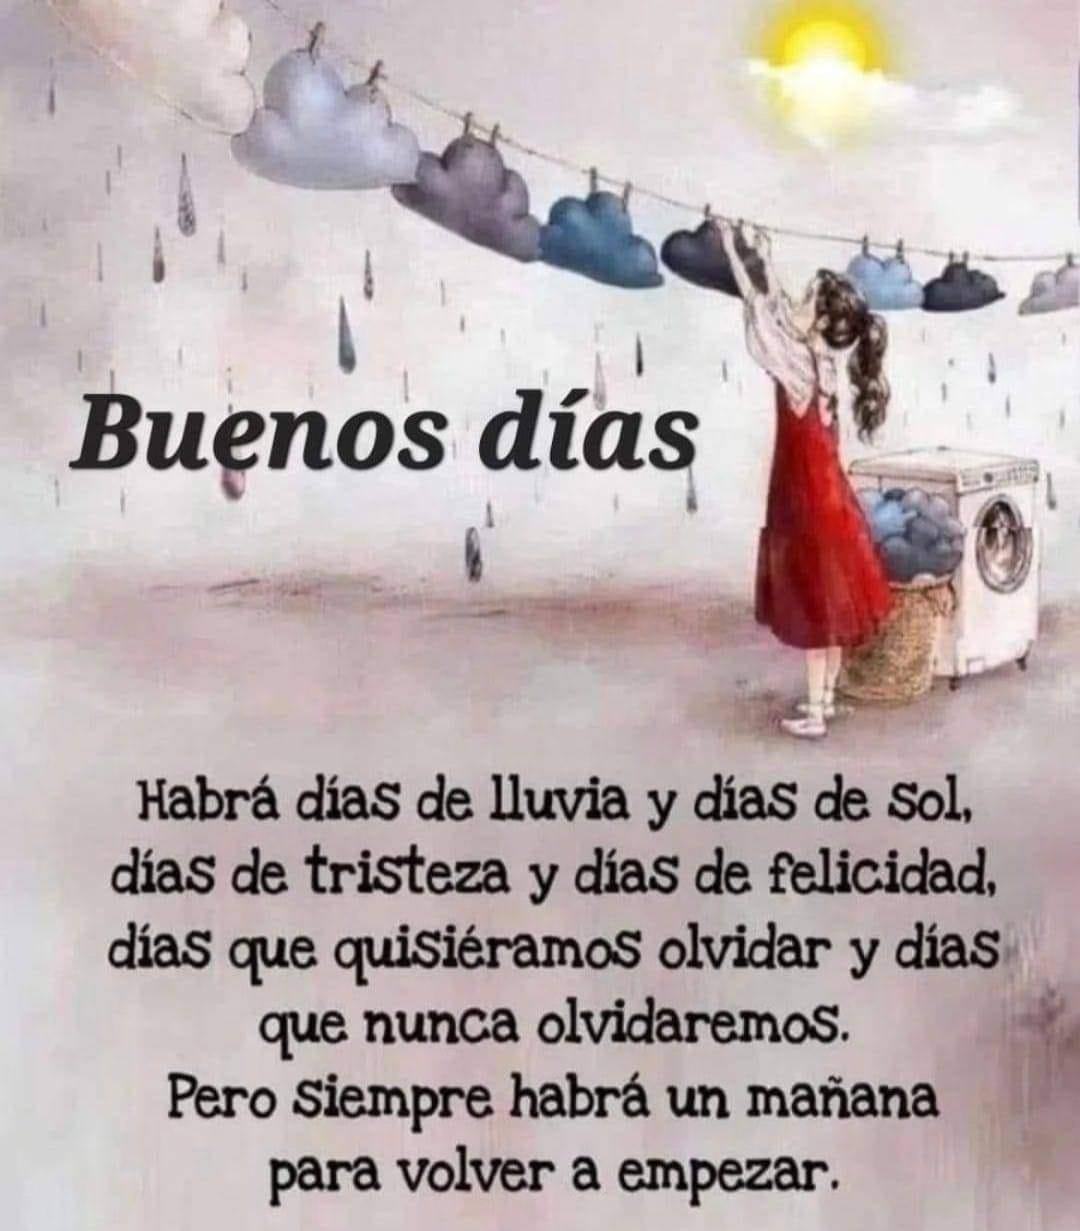 Buenos días
Habrá días de lluvia y días de sol,
días de tristeza y días de felicidad,
días que quisiéramos olvidar y días
que nunca olvidaremos.
Pero siempre habrá un mañana
para volver a empezar.